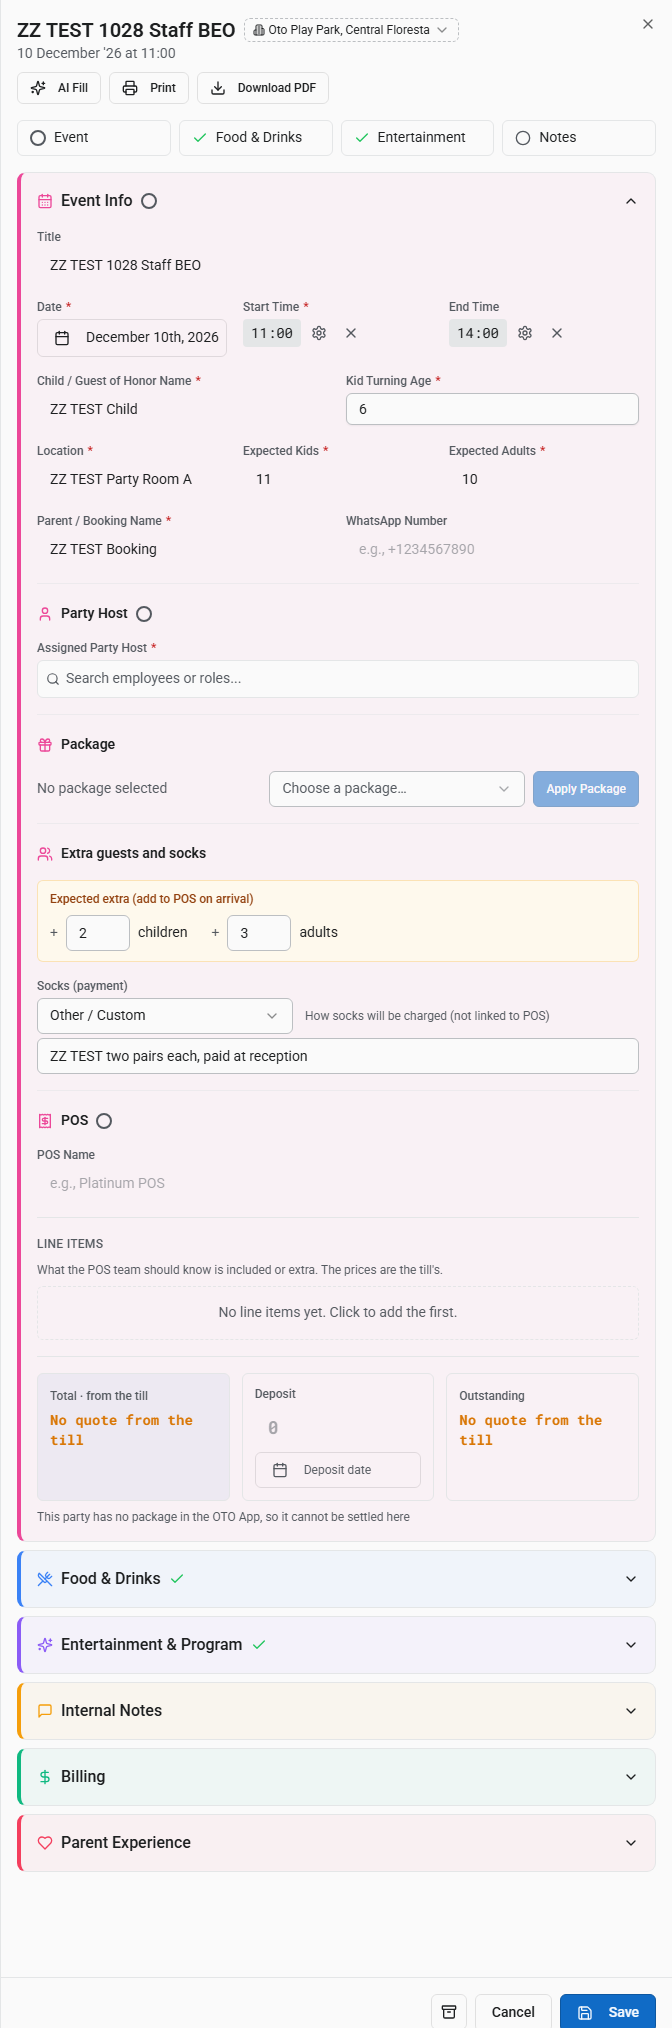 ZZ TEST 1028 Staff BEO
Oto Play Park, Central Floresta
10 December '26 at 11:00
AI Fill
Print
Download PDF
Event
Food & Drinks
Entertainment
Notes
Event Info
Title
ZZ TEST 1028 Staff BEO
Date *
Start Time *
End Time
December 10th, 2026
11:00
14:00
Child / Guest of Honor Name *
Kid Turning Age *
ZZ TEST Child
6
Location *
Expected Kids *
Expected Adults *
ZZ TEST Party Room A
11
10
Parent / Booking Name *
WhatsApp Number
ZZ TEST Booking
e.g., +1234567890
Party Host
Assigned Party Host *
Search employees or roles...
Package
No package selected
Choose a package...
Apply Package
Extra guests and socks
Expected extra (add to POS on arrival)
+ 2 children + 3 adults
Socks (payment)
Other / Custom
How socks will be charged (not linked to POS)
ZZ TEST two pairs each, paid at reception
POS
POS Name
e.g., Platinum POS
LINE ITEMS
What the POS team should know is included or extra. The prices are the till's.
No line items yet. Click to add the first.
Total · from the till
No quote from the
till
Deposit
0
Deposit date
Outstanding
No quote from the
till
This party has no package in the OTO App, so it cannot be settled here
Food & Drinks
Entertainment & Program
Internal Notes
Billing
Parent Experience
Cancel
Save